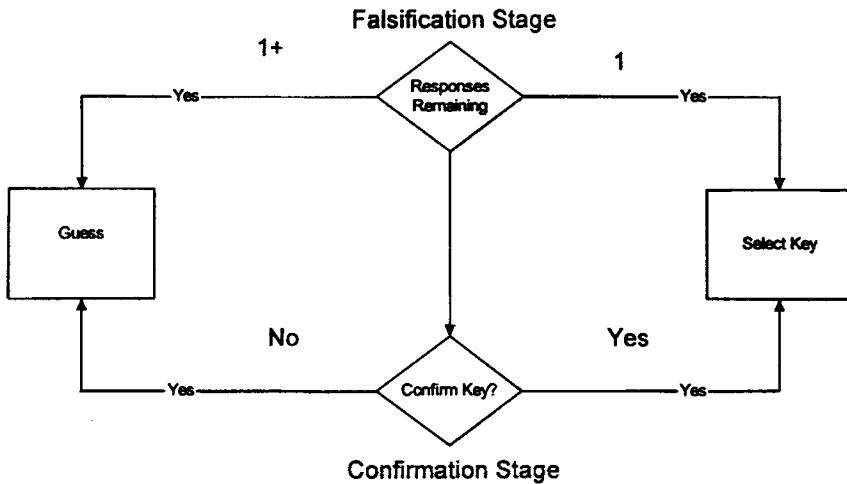 Falsification Stage
1+
1
Responses
Remaining
Yes
Yes
Guess
Select Key
No
Yes
Yes
Confirm Key?
Yes
Confirmation Stage